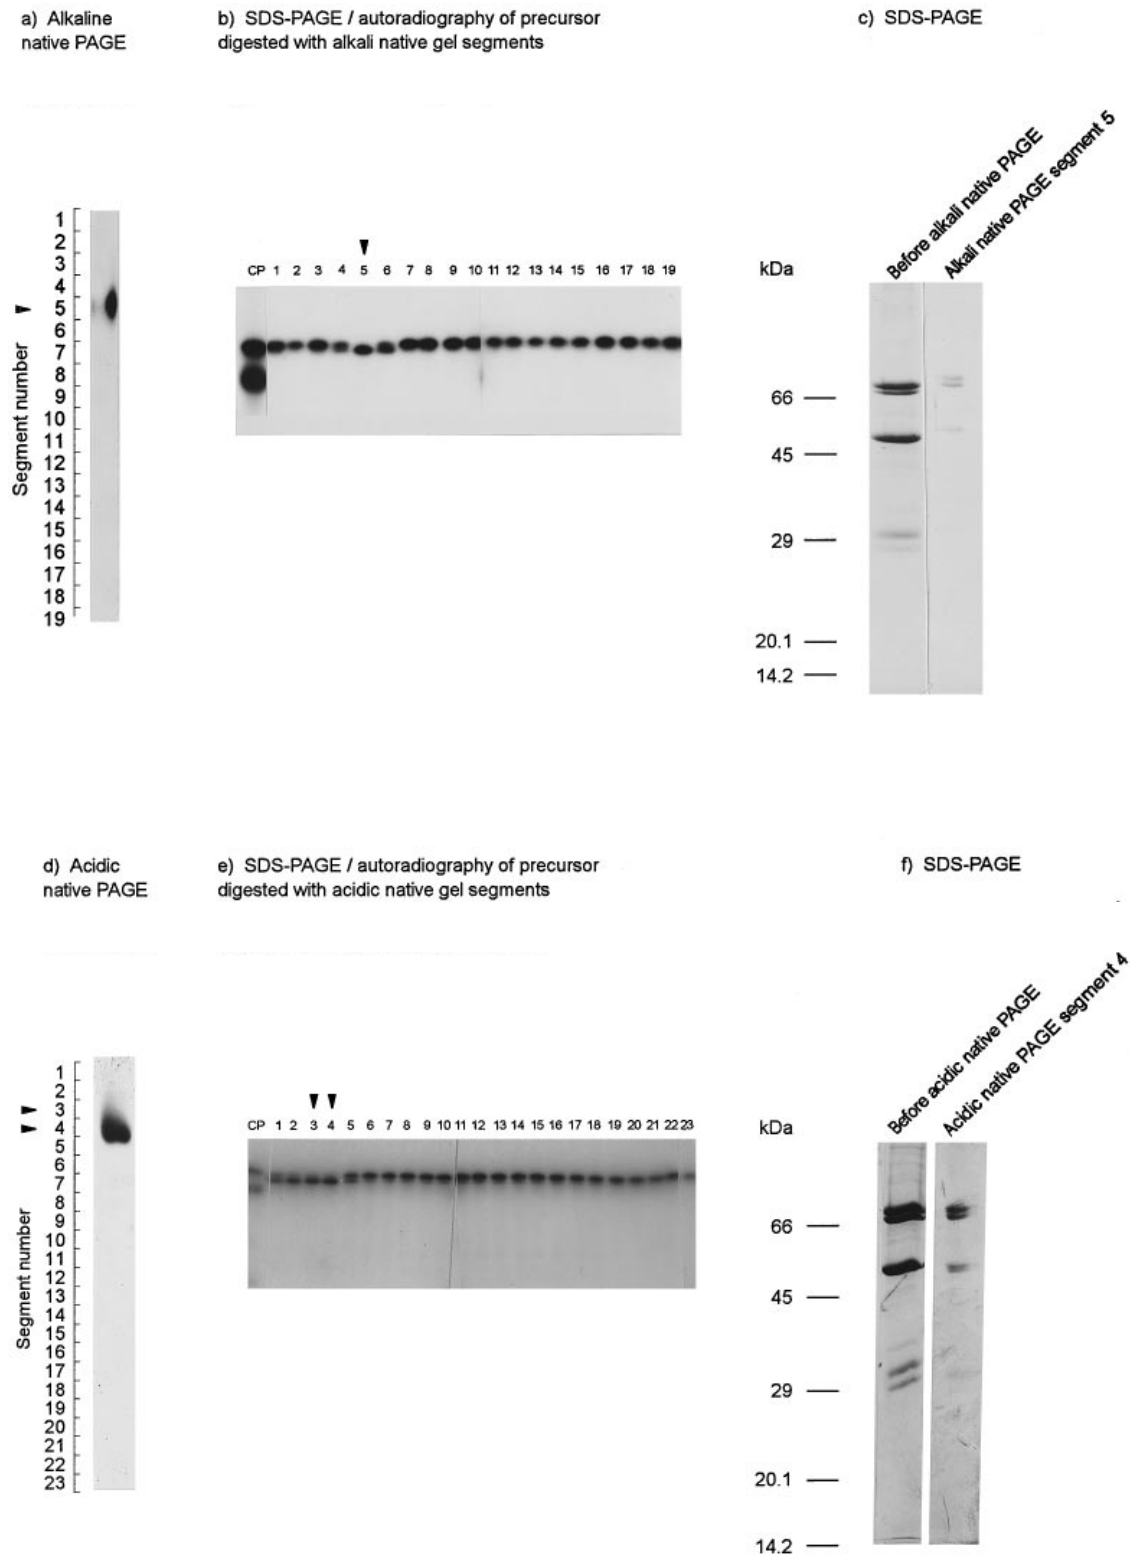 a) Alkaline
native PAGE
b) SDS-PAGE / autoradiography of precursor
digested with alkali native gel segments
c) SDS-PAGE
Segment number
1
2
3
4
5
6
7
8
9
10
11
12
13
14
15
16
17
18
19
CP 1 2 3 4 5 6 7 8 9 10 11 12 13 14 15 16 17 18 19
Before alkali native PAGE
Alkali native PAGE segment 5
kDa
66
45
29
20.1
14.2
d) Acidic
native PAGE
e) SDS-PAGE / autoradiography of precursor
digested with acidic native gel segments
f) SDS-PAGE
Segment number
1
2
3
4
5
6
7
8
9
10
11
12
13
14
15
16
17
18
19
20
21
22
23
CP 1 2 3 4 5 6 7 8 9 10 11 12 13 14 15 16 17 18 19 20 21 22 23
Before acidic native PAGE
Acidic native PAGE segment 4
kDa
66
45
29
20.1
14.2